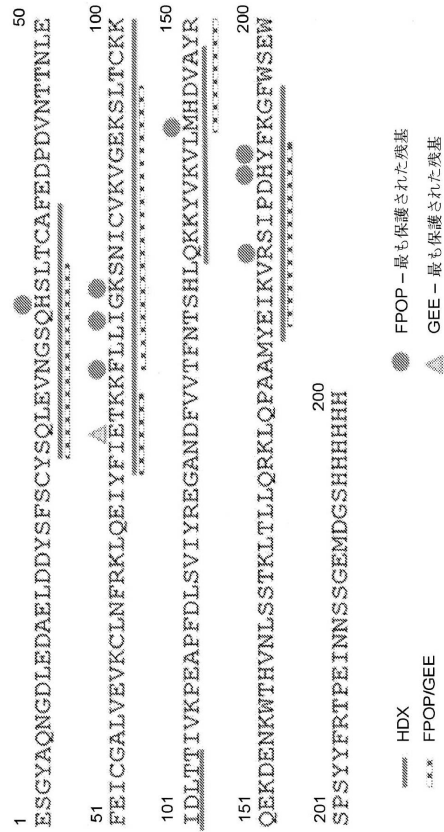 1 50
ESGYAQNGDLEDAELDDYSFSCYSQLEVNGSQHSLTCAFEDPDVNTTNLE
51 100
FEICGALVEVKCLNFRKLQEIYFIETKKFLLIGKSNICVKVGEKSLTCKK
101 150
IDLTTIVKPEAPFDLSVIYREGANDFVVTFNTSHLQKKYVKVLMHDVAYR
151 200
QEKDENKWTHVNLSSTKLTLLQRKLQPAAMYEIKVRSIPDHYFKGFWSEW
201 200
SPSYYFRTPEINNSSGEMDGSHHHHHH
HDX
FPOP/GEE
FPOP – 最も保護された残基
GEE – 最も保護された残基